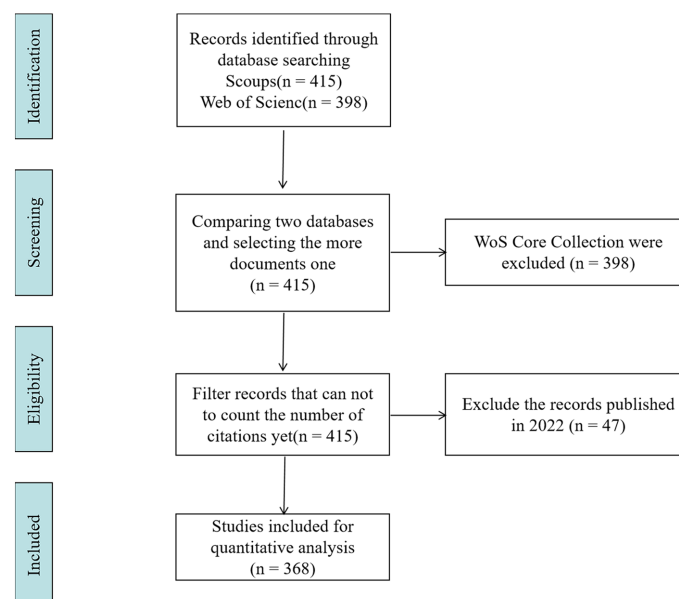 Identification
Records identified through
database searching
Scoups(n = 415)
Web of Scienc(n = 398)
Screening
Comparing two databases
and selecting the more
documents one
(n = 415)
WoS Core Collection were
excluded (n = 398)
Eligibility
Filter records that can not
to count the number of
citations yet(n = 415)
Exclude the records published
in 2022 (n = 47)
Included
Studies included for
quantitative analysis
(n = 368)